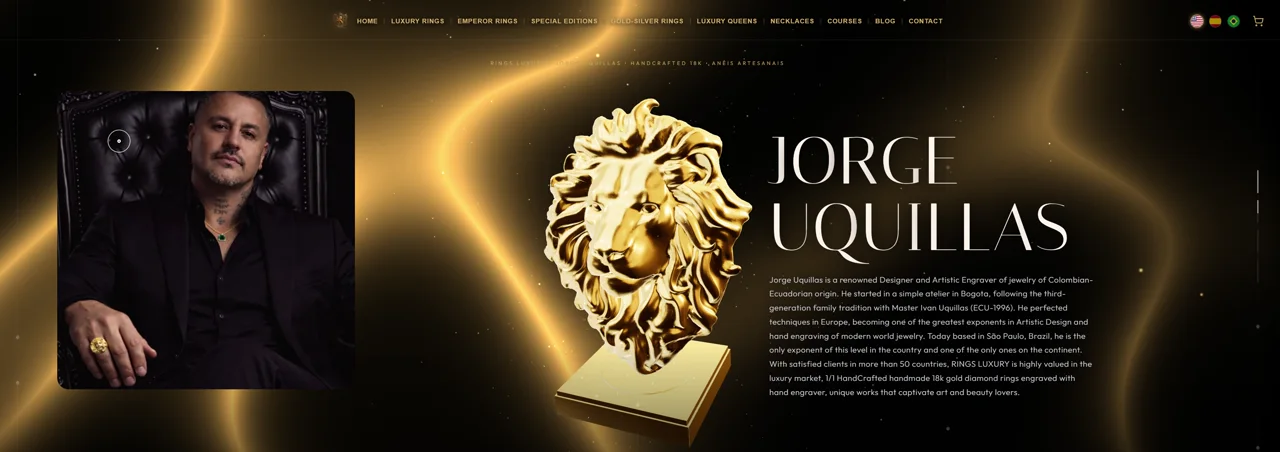 HOME
LUXURY RINGS
EMPEROR RINGS
SPECIAL EDITIONS
GOLD-SILVER RINGS
LUXURY QUEENS
NECKLACES
COURSES
BLOG
CONTACT
HANDCRAFTED 18K • ANÉIS ARTESANAIS
JORGE
UQUILLAS
Jorge Uquillas is a renowned Designer and Artistic Engraver of jewelry of Colombian-
Ecuadorian origin. He started in a simple atelier in Bogota, following the third-
generation family tradition with Master Ivan Uquillas (ECU-1996). He perfected
techniques in Europe, becoming one of the greatest exponents in Artistic Design and
hand engraving of modern world jewelry. Today based in São Paulo, Brazil, he is the
only exponent of this level in the country and one of the only ones on the continent.
With satisfied clients in more than 50 countries, RINGS LUXURY is highly valued in the
luxury market, 1/1 HandCrafted handmade 18k gold diamond rings engraved with
hand engraver, unique works that captivate art and beauty lovers.